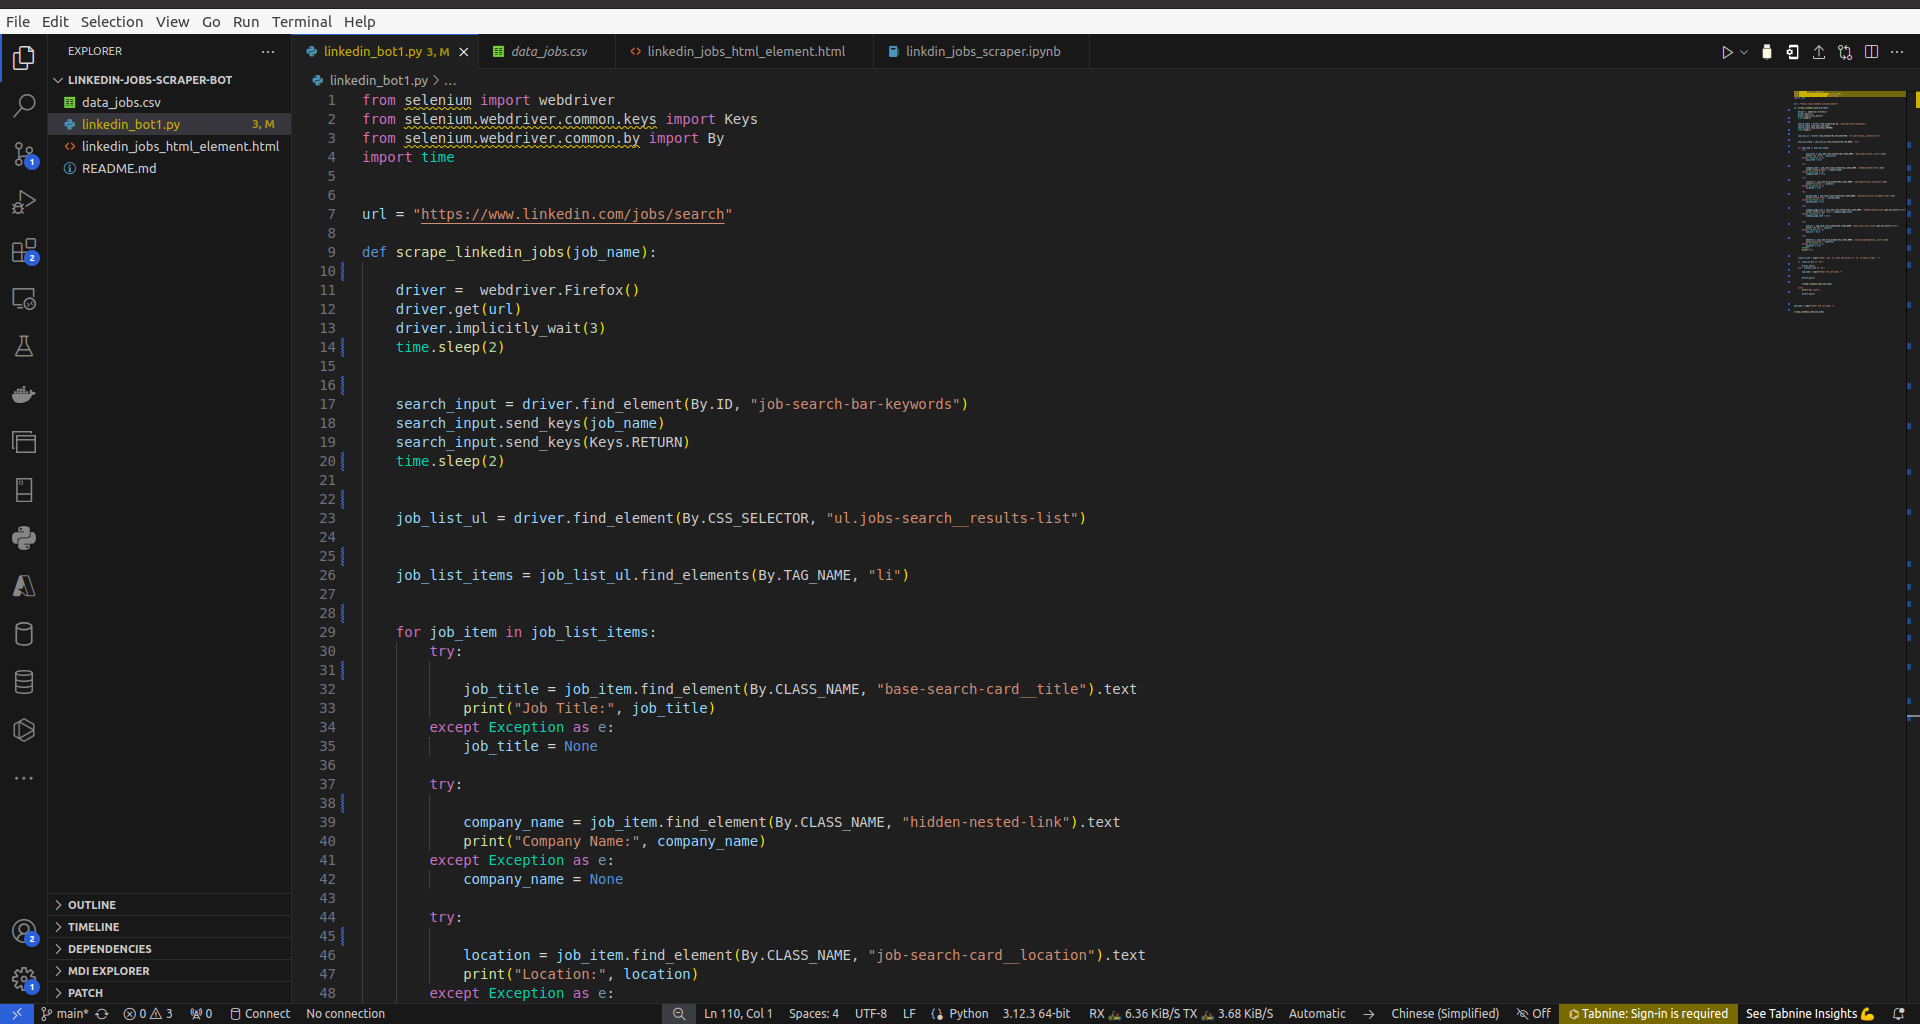 File Edit Selection View Go Run Terminal Help
EXPLORER ...
LINKEDIN-JOBS-SCRAPER-BOT
data_jobs.csv
linkedin_bot1.py 3, M
linkedin_jobs_html_element.html
README.md
OUTLINE
TIMELINE
DEPENDENCIES
MDI EXPLORER
PATCH
1
2
2
1
linkedin_bot1.py 3, M
data_jobs.csv
linkedin_jobs_html_element.html
linkdin_jobs_scraper.ipynb
linkedin_bot1.py > ...
1 from selenium import webdriver
2 from selenium.webdriver.common.keys import Keys
3 from selenium.webdriver.common.by import By
4 import time
5
6
7 url = "https://www.linkedin.com/jobs/search"
8
9 def scrape_linkedin_jobs(job_name):
10
11 driver =  webdriver.Firefox()
12 driver.get(url)
13 driver.implicitly_wait(3)
14 time.sleep(2)
15
16
17 search_input = driver.find_element(By.ID, "job-search-bar-keywords")
18 search_input.send_keys(job_name)
19 search_input.send_keys(Keys.RETURN)
20 time.sleep(2)
21
22
23 job_list_ul = driver.find_element(By.CSS_SELECTOR, "ul.jobs-search__results-list")
24
25
26 job_list_items = job_list_ul.find_elements(By.TAG_NAME, "li")
27
28
29 for job_item in job_list_items:
30 try:
31
32 job_title = job_item.find_element(By.CLASS_NAME, "base-search-card__title").text
33 print("Job Title:", job_title)
34 except Exception as e:
35 job_title = None
36
37 try:
38
39 company_name = job_item.find_element(By.CLASS_NAME, "hidden-nested-link").text
40 print("Company Name:", company_name)
41 except Exception as e:
42 company_name = None
43
44 try:
45
46 location = job_item.find_element(By.CLASS_NAME, "job-search-card__location").text
47 print("Location:", location)
48 except Exception as e:
main* 0 3 0 Connect No connection Ln 110, Col 1 Spaces: 4 UTF-8 LF Python 3.12.3 64-bit RX 6.36 KiB/S TX 3.68 KiB/S Automatic Chinese (Simplified) Off Tabnine: Sign-in is required See Tabnine Insights